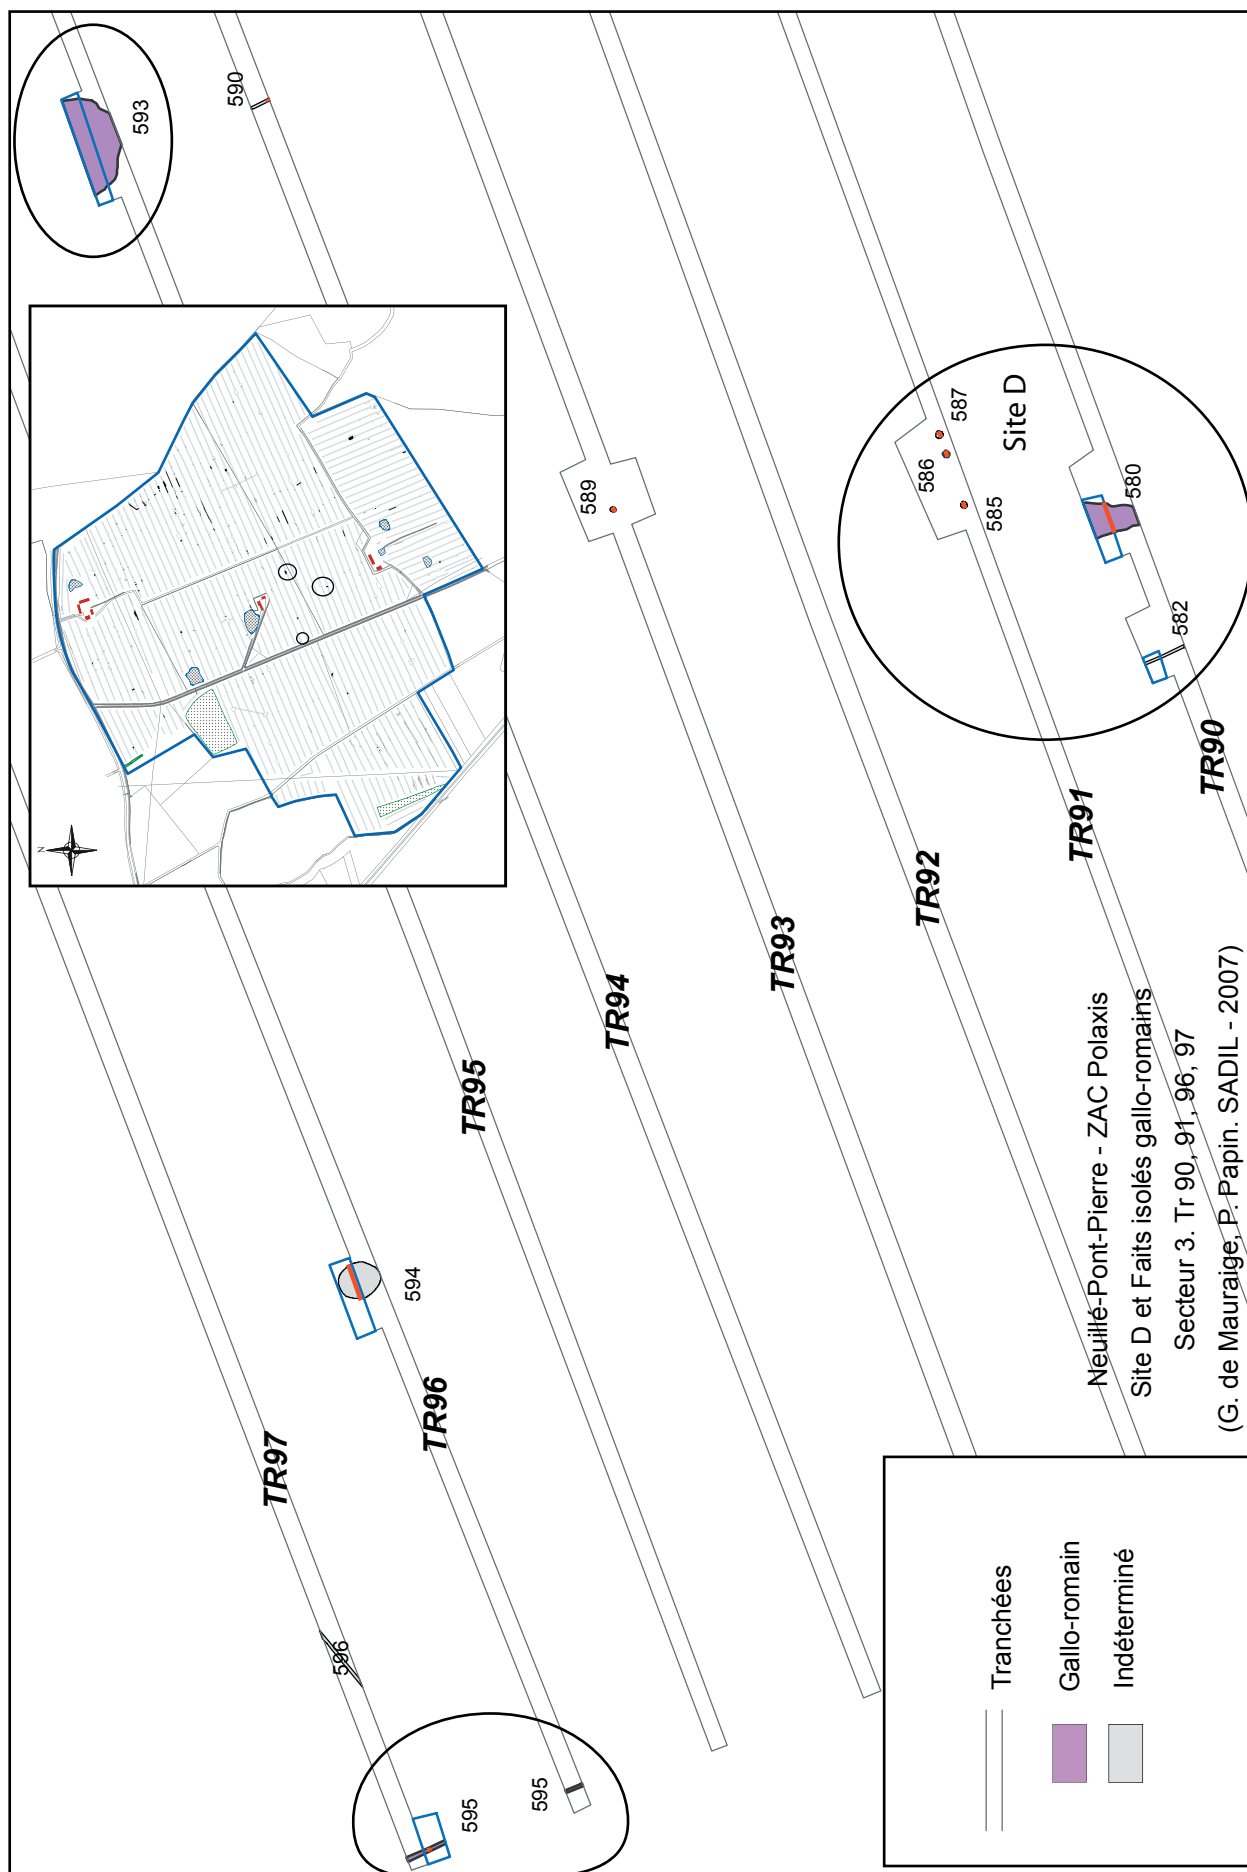 593
590
N
589
587
586
585
Site D
580
582
TR90
TR91
TR92
TR93
TR94
TR95
TR96
TR97
594
596
595
595
Neuillé-Pont-Pierre - ZAC Polaxis
Site D et Faits isolés gallo-romains
Secteur 3. Tr 90, 91, 96, 97
(G. de Mauraige, P. Papin. SADIL - 2007)
Tranchées
Gallo-romain
Indéterminé